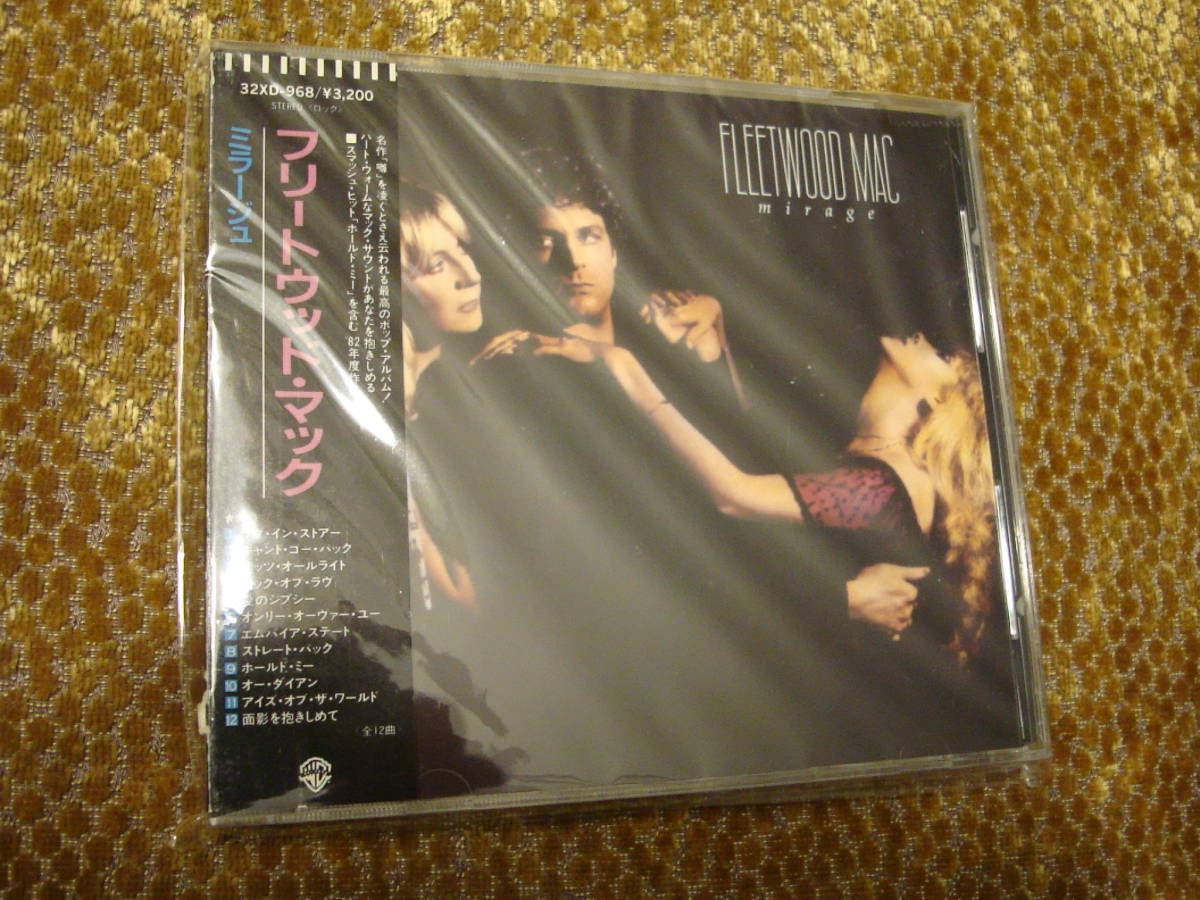 32XD-968/¥3,200
STEREO〈ロック〉
フリートウッド・マック
ミラージュ
名作「噂」を凌ぐとさえ云われる最高のポップ・アルバム!
ハート・ウォームなマック・サウンドがあなたを抱きしめる
■スマッシュ・ヒット「ホールド・ミー」を含む'82年度作
FLEETWOOD MAC
mirage
イン・ストアー
キャント・ゴー・バック
ッツ・オールライト
ック・オブ・ラヴ
のジプシー
オンリー・オーヴァー・ユー
7 エムパイア・ステート
8 ストレート・バック
9 ホールド・ミー
10 オー・ダイアン
11 アイズ・オブ・ザ・ワールド
12 面影を抱きしめて
全12曲